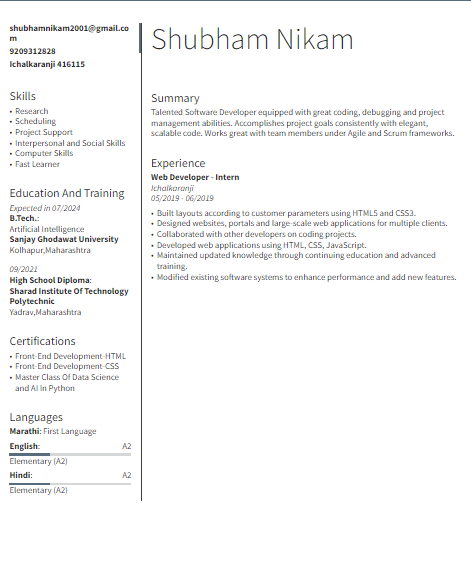 shubhamnikam2001@gmail.co
m
9209312828
Ichalkaranji 416115
Skills
• Research
• Scheduling
• Project Support
• Interpersonal and Social Skills
• Computer Skills
• Fast Learner
Education And Training
Expected in 07/2024
B.Tech.:
Artificial Intelligence
Sanjay Ghodawat University
Kolhapur,Maharashtra
09/2021
High School Diploma:
Sharad Institute Of Technology
Polytechnic
Yadrav,Maharashtra
Certifications
• Front-End Development-HTML
• Front-End Development-CSS
• Master Class Of Data Science
and AI In Python
Languages
Marathi: First Language
English: A2
Elementary (A2)
Hindi: A2
Elementary (A2)
Shubham Nikam
Summary
Talented Software Developer equipped with great coding, debugging and project
management abilities. Accomplishes project goals consistently with elegant,
scalable code. Works great with team members under Agile and Scrum frameworks.
Experience
Web Developer - Intern
Ichalkaranji
05/2019 - 06/2019
• Built layouts according to customer parameters using HTML5 and CSS3.
• Designed websites, portals and large-scale web applications for multiple clients.
• Collaborated with other developers on coding projects.
• Developed web applications using HTML, CSS, JavaScript.
• Maintained updated knowledge through continuing education and advanced
training.
• Modified existing software systems to enhance performance and add new features.